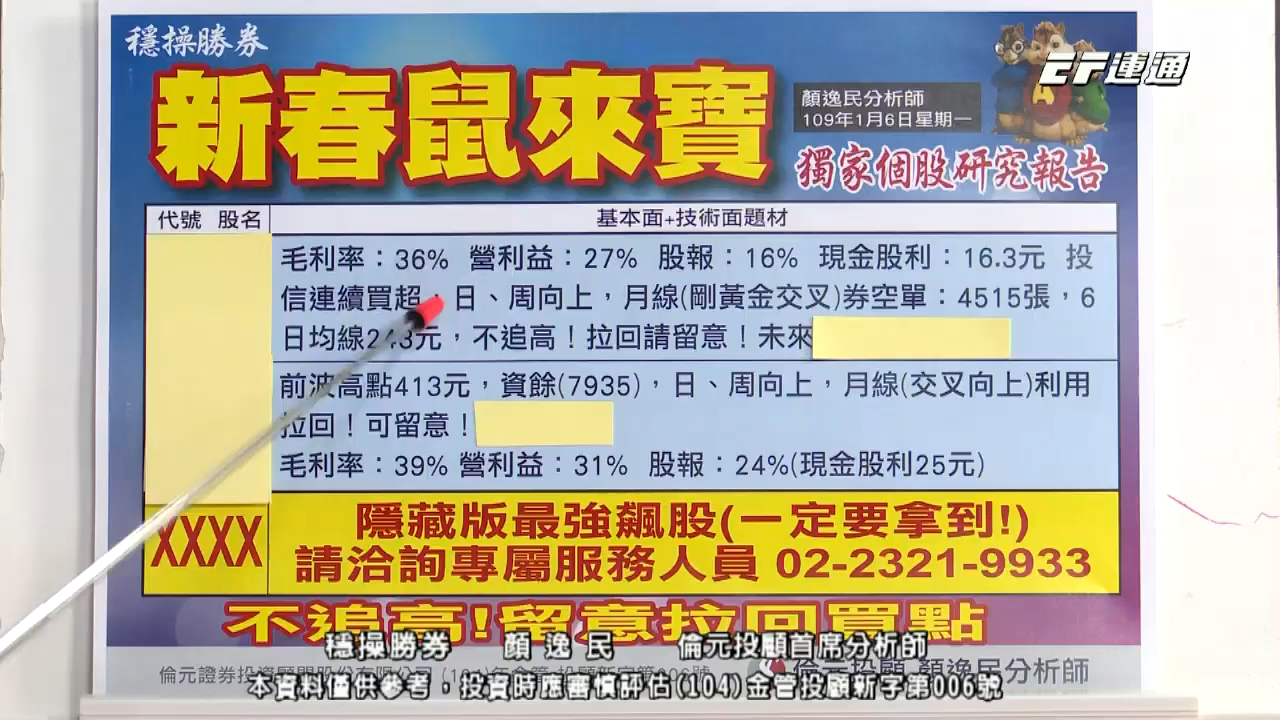 穩操勝券
新春鼠來寶
EF運通
顏逸民分析師
109年1月6日星期一
獨家個股研究報告
代號 股名 基本面+技術面題材
毛利率：36% 營利益：27% 股報：16% 現金股利：16.3元 投
信連續買超，日、周向上，月線(剛黃金交叉)券空單：4515張，6
日均線243元，不追高！拉回請留意！未來
前波高點413元，資餘(7935)，日、周向上，月線(交叉向上)利用
拉回！可留意！
毛利率：39% 營利益：31% 股報：24%(現金股利25元)
XXXX
隱藏版最強飆股(一定要拿到!)
請洽詢專屬服務人員 02-2321-9933
不追高!留意拉回買點
穩操勝券 顏逸民 倫元投顧首席分析師
倫元投顧 顏逸民分析師
本資料僅供參考，投資時應審慎評估(104)金管投顧新字第006號